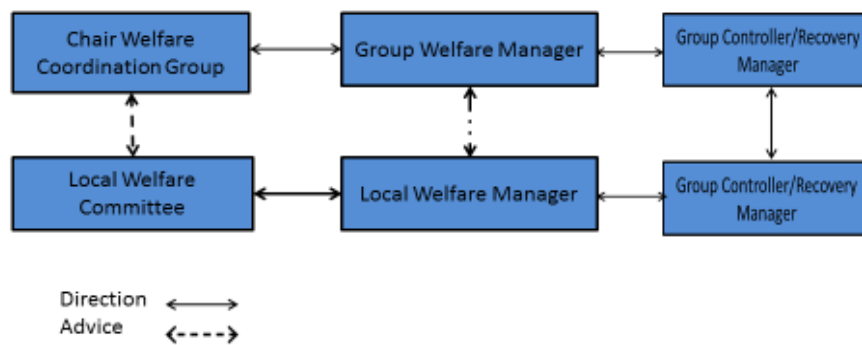 Chair Welfare
Coordination Group
Group Welfare Manager
Group Controller/Recovery
Manager
Local Welfare
Committee
Local Welfare Manager
Group Controller/Recovery
Manager
Direction
Advice